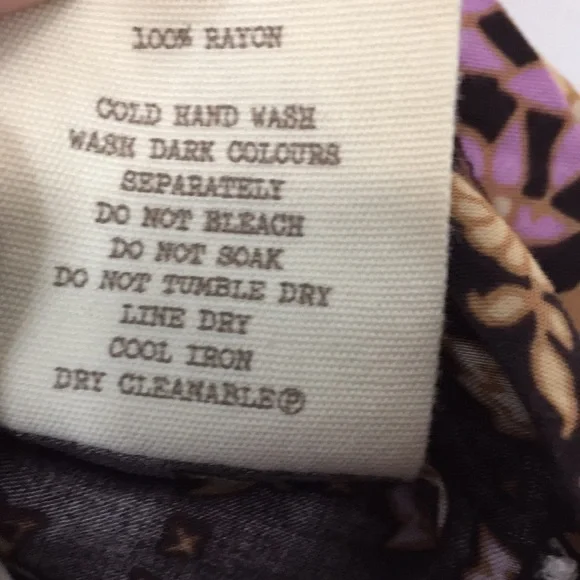 100% RAYON
COLD HAND WASH
WASH DARK COLOURS
SEPARATELY
DO NOT BLEACH
DO NOT SOAK
DO NOT TUMBLE DRY
LINE DRY
COOL IRON
DRY CLEANABLEⓅ